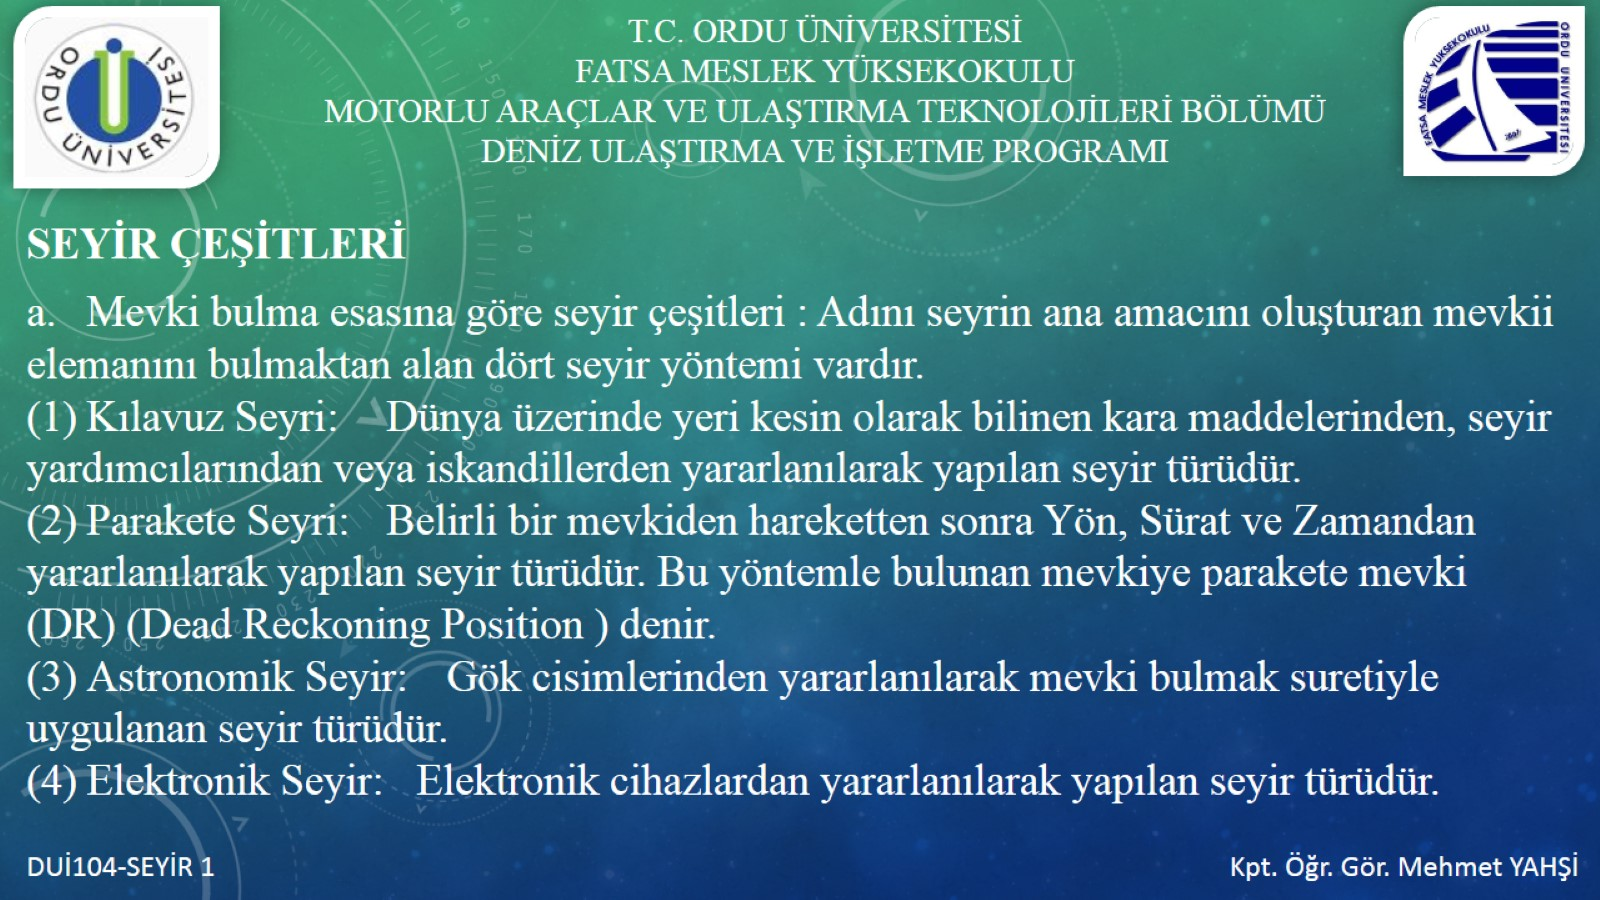 ORDU ÜNİVERSİTESİ
T.C. ORDU ÜNİVERSİTESİ
FATSA MESLEK YÜKSEKOKULU
MOTORLU ARAÇLAR VE ULAŞTIRMA TEKNOLOJİLERİ BÖLÜMÜ
DENİZ ULAŞTIRMA VE İŞLETME PROGRAMI
FATSA MESLEK YÜKSEKOKULU
ORDU ÜNİVERSİTESİ
SEYİR ÇEŞİTLERİ
a. Mevki bulma esasına göre seyir çeşitleri : Adını seyrin ana amacını oluşturan mevkii
elemanını bulmaktan alan dört seyir yöntemi vardır.
(1) Kılavuz Seyri: Dünya üzerinde yeri kesin olarak bilinen kara maddelerinden, seyir
yardımcılarından veya iskandillerden yararlanılarak yapılan seyir türüdür.
(2) Parakete Seyri: Belirli bir mevkiden hareketten sonra Yön, Sürat ve Zamandan
yararlanılarak yapılan seyir türüdür. Bu yöntemle bulunan mevkiye parakete mevki
(DR) (Dead Reckoning Position ) denir.
(3) Astronomik Seyir: Gök cisimlerinden yararlanılarak mevki bulmak suretiyle
uygulanan seyir türüdür.
(4) Elektronik Seyir: Elektronik cihazlardan yararlanılarak yapılan seyir türüdür.
DUİ104-SEYİR 1
Kpt. Öğr. Gör. Mehmet YAHŞİ